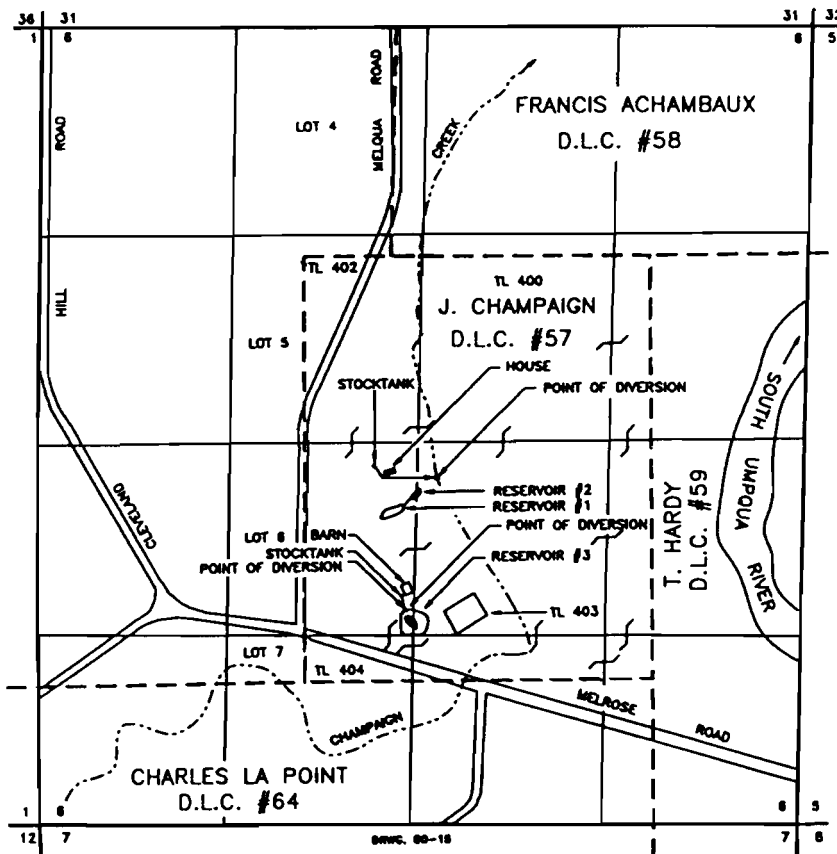 36 31
31 32
1 6
6 5
ROAD
MELQUA ROAD
LOT 4
CREEK
FRANCIS ACHAMBAUX
D.L.C. #58
HILL
TL 402
TL 400
J. CHAMPAIGN
D.L.C. #57
LOT 5
HOUSE
STOCKTANK
POINT OF DIVERSION
SOUTH UMPQUA RIVER
T. HARDY
D.L.C. #59
RESERVOIR #2
RESERVOIR #1
POINT OF DIVERSION
CLEVELAND
LOT 6 BARN
STOCKTANK
RESERVOIR #3
POINT OF DIVERSION
TL 403
LOT 7
TL 404
MELROSE ROAD
CHAMPAIGN
CHARLES LA POINT
D.L.C. #64
1 6
6 5
12 7
7 6